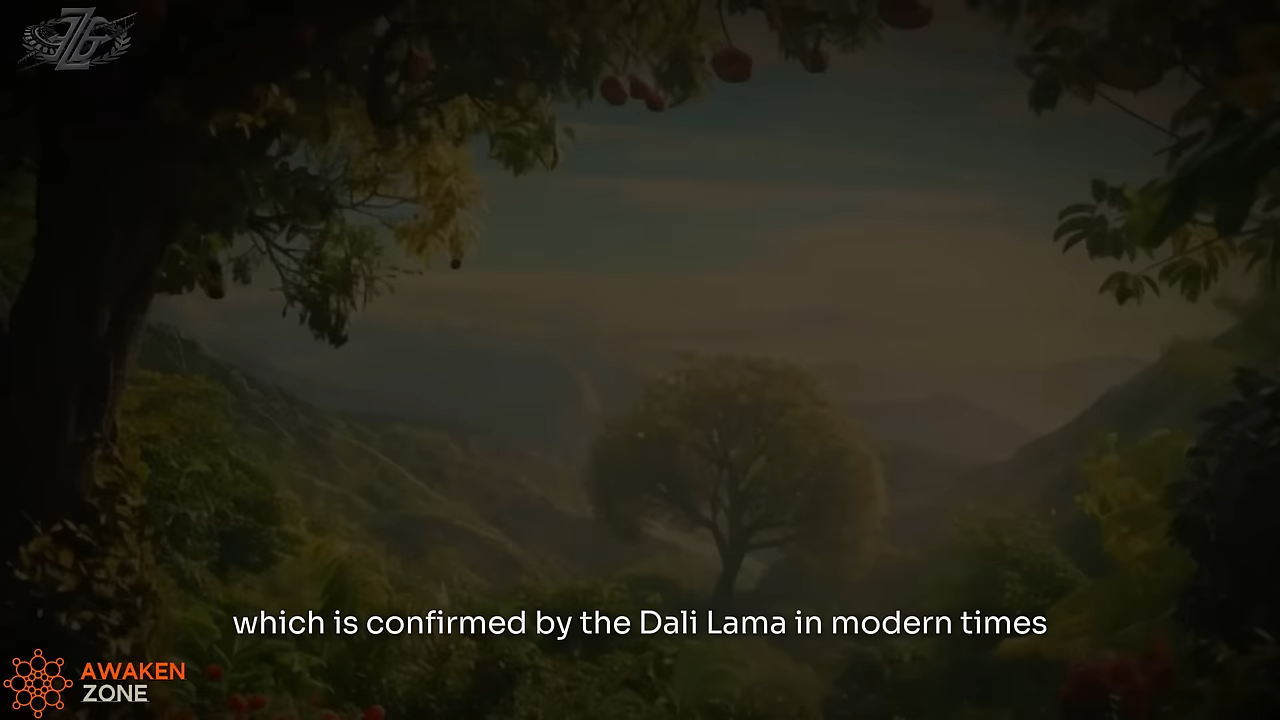 which is confirmed by the Dali Lama in modern times
AWAKEN
ZONE